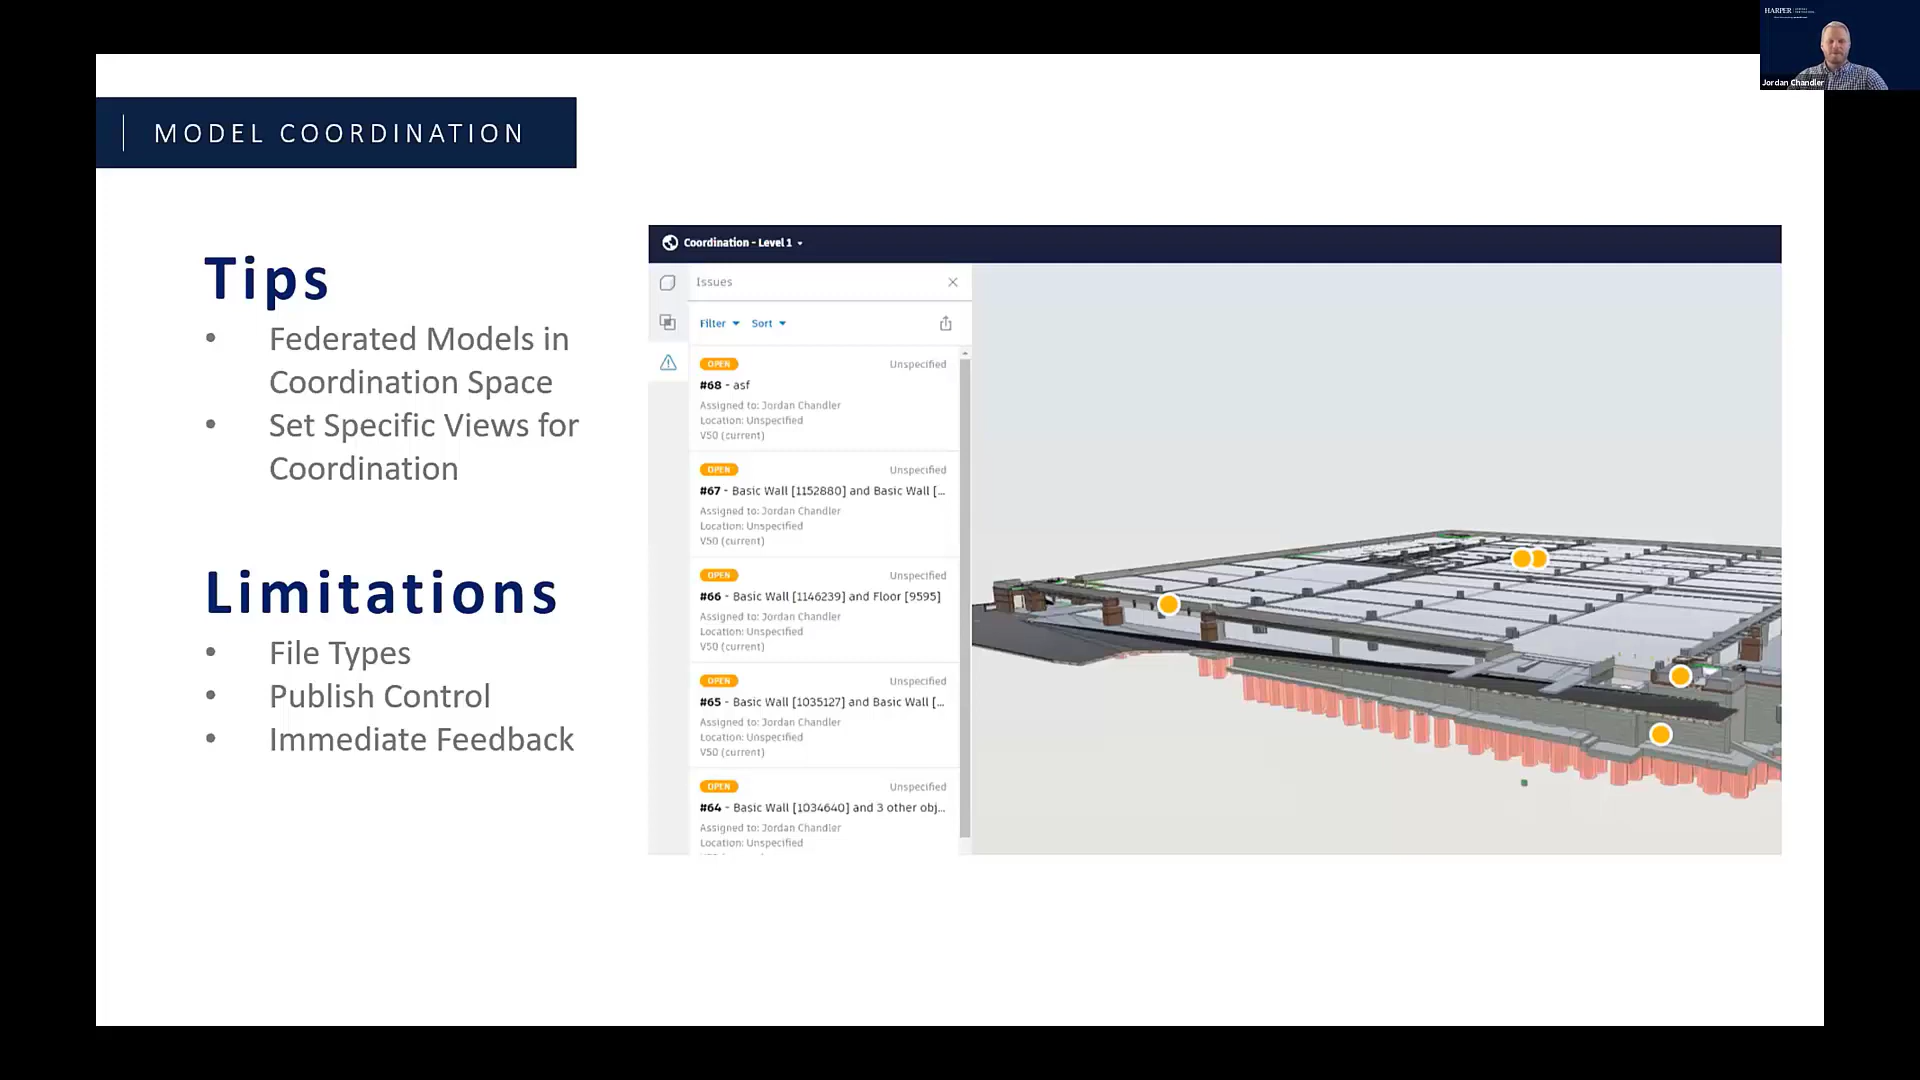 HARPER
Jordan Chandler
MODEL COORDINATION
Tips
• Federated Models in
Coordination Space
• Set Specific Views for
Coordination
Limitations
• File Types
• Publish Control
• Immediate Feedback
Coordination - Level 1
Issues
Filter Sort
OPEN Unspecified
#68 - asf
Assigned to: Jordan Chandler
Location: Unspecified
V50 (current)
OPEN Unspecified
#67 - Basic Wall [1152880] and Basic Wall [...
Assigned to: Jordan Chandler
Location: Unspecified
V50 (current)
OPEN Unspecified
#66 - Basic Wall [1146239] and Floor [9595]
Assigned to: Jordan Chandler
Location: Unspecified
V50 (current)
OPEN Unspecified
#65 - Basic Wall [1035127] and Basic Wall [...
Assigned to: Jordan Chandler
Location: Unspecified
V50 (current)
OPEN Unspecified
#64 - Basic Wall [1034640] and 3 other obj...
Assigned to: Jordan Chandler
Location: Unspecified